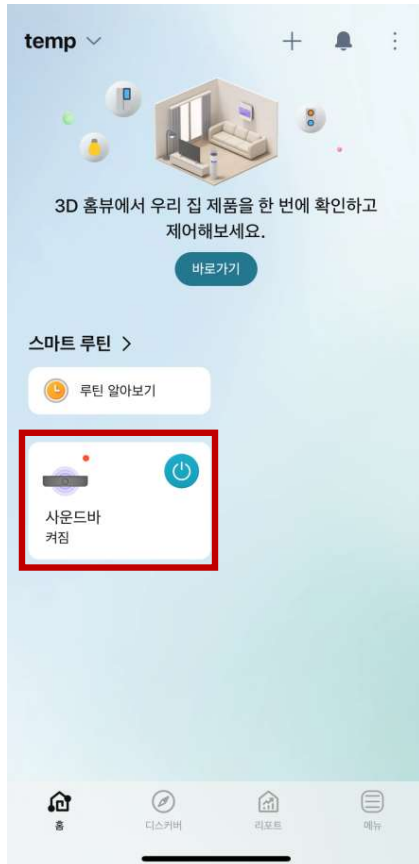 temp
3D 홈뷰에서 우리 집 제품을 한 번에 확인하고
제어해보세요.
바로가기
스마트 루틴 >
루틴 알아보기
사운드바
켜짐
홈
디스커버
리포트
메뉴